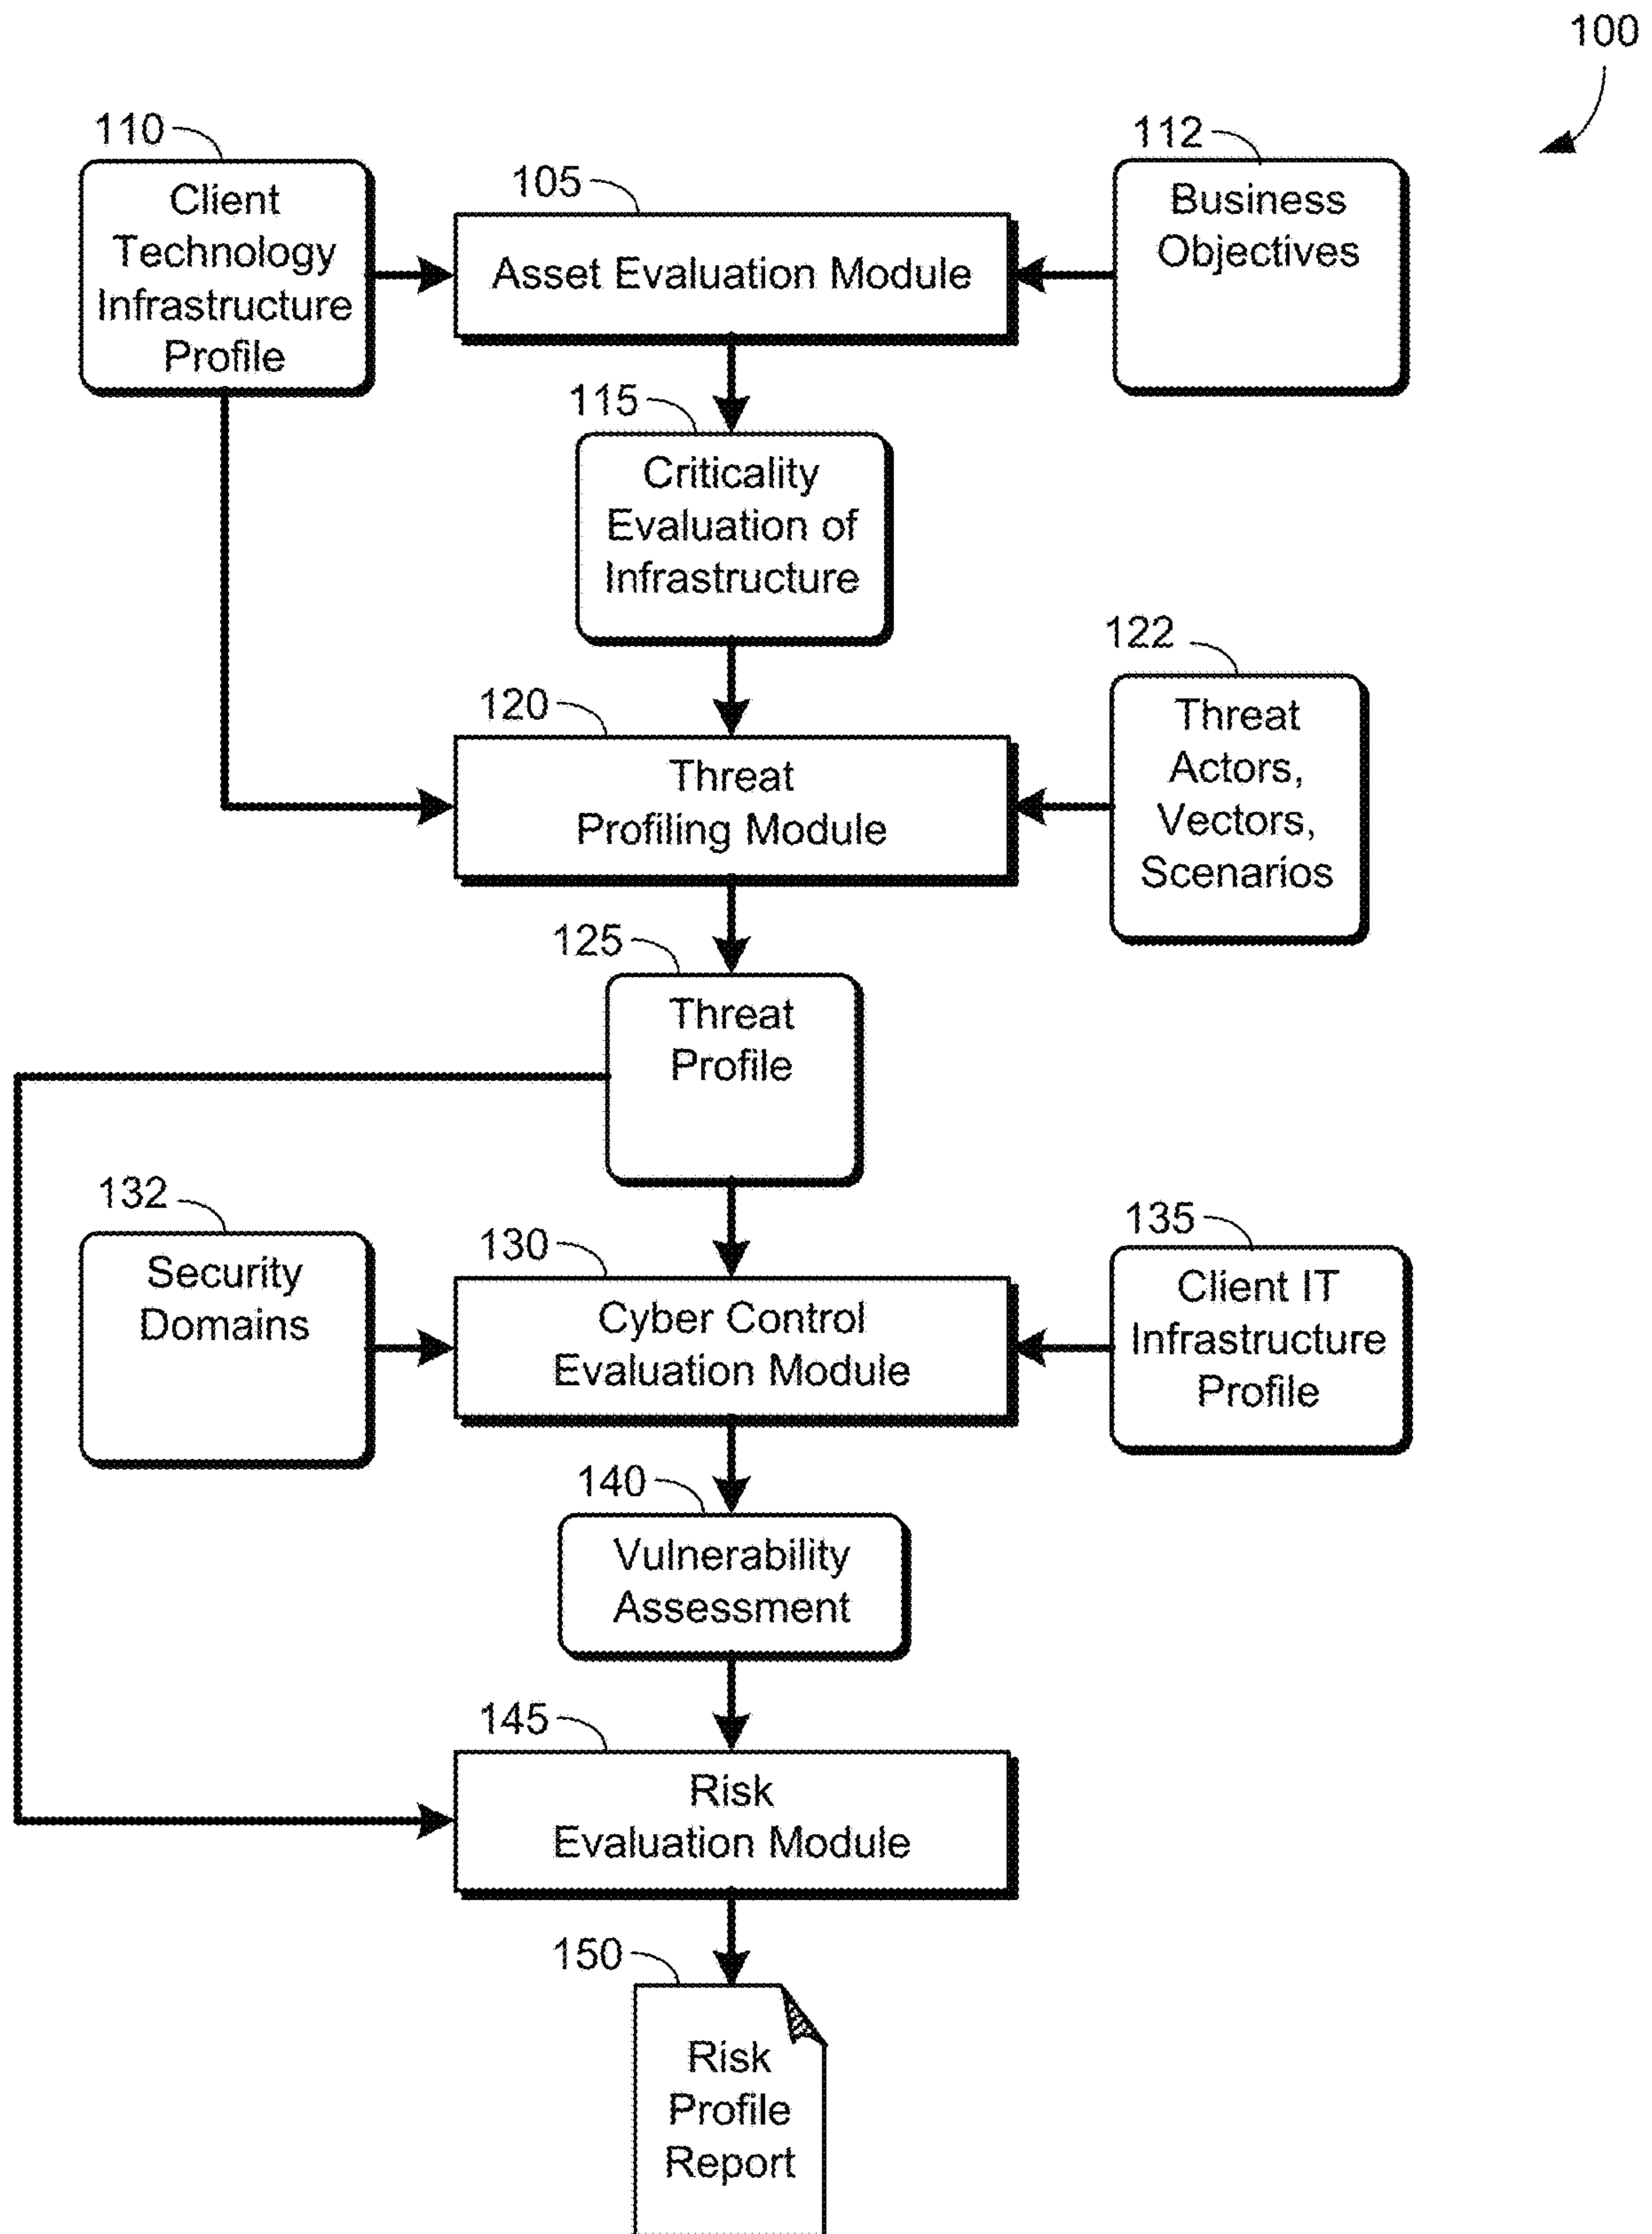 100
110
Client
Technology
Infrastructure
Profile
105
Asset Evaluation Module
112
Business
Objectives
115
Criticality
Evaluation of
Infrastructure
120
Threat
Profiling Module
122
Threat
Actors,
Vectors,
Scenarios
125
Threat
Profile
132
Security
Domains
130
Cyber Control
Evaluation Module
135
Client IT
Infrastructure
Profile
140
Vulnerability
Assessment
145
Risk
Evaluation Module
150
Risk
Profile
Report